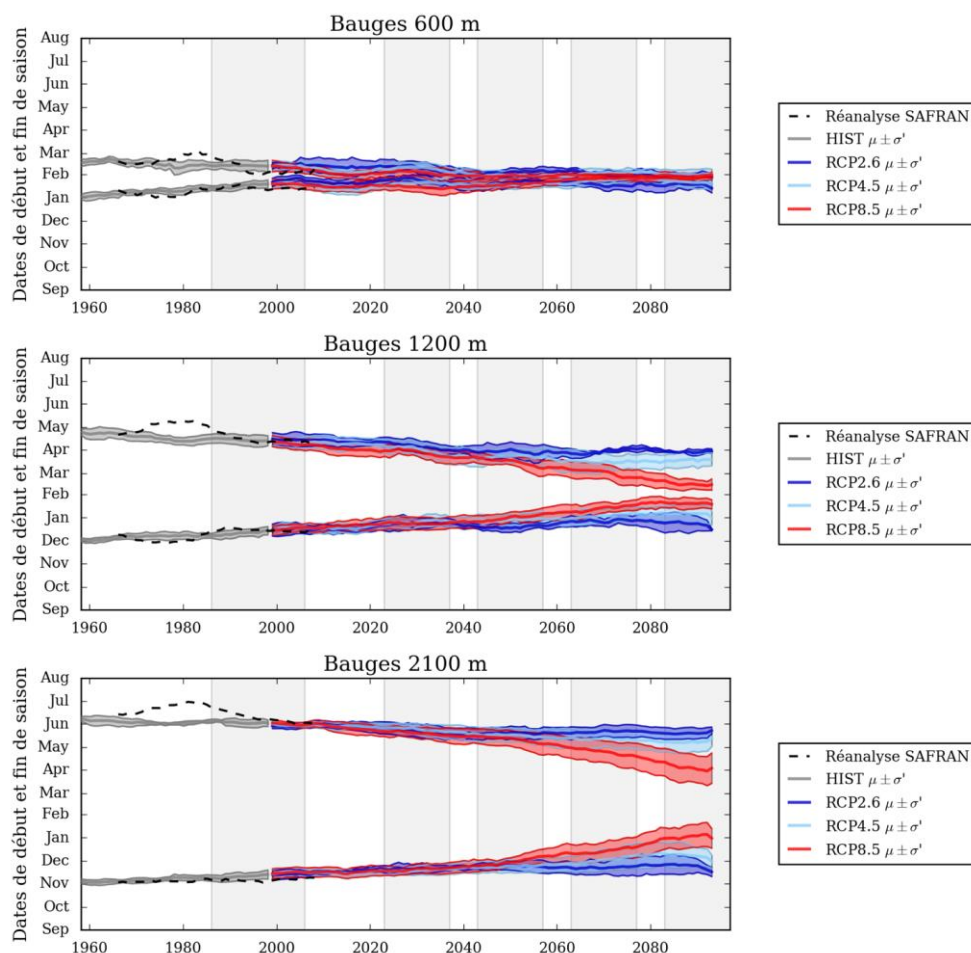 Bauges 600 m
Dates de début et fin de saison
Aug
Jul
Jun
May
Apr
Mar
Feb
Jan
Dec
Nov
Oct
Sep
1960 1980 2000 2020 2040 2060 2080
Réanalyse SAFRAN
HIST μ ± σ'
RCP2.6 μ ± σ'
RCP4.5 μ ± σ'
RCP8.5 μ ± σ'
Bauges 1200 m
Dates de début et fin de saison
Aug
Jul
Jun
May
Apr
Mar
Feb
Jan
Dec
Nov
Oct
Sep
1960 1980 2000 2020 2040 2060 2080
Réanalyse SAFRAN
HIST μ ± σ'
RCP2.6 μ ± σ'
RCP4.5 μ ± σ'
RCP8.5 μ ± σ'
Bauges 2100 m
Dates de début et fin de saison
Aug
Jul
Jun
May
Apr
Mar
Feb
Jan
Dec
Nov
Oct
Sep
1960 1980 2000 2020 2040 2060 2080
Réanalyse SAFRAN
HIST μ ± σ'
RCP2.6 μ ± σ'
RCP4.5 μ ± σ'
RCP8.5 μ ± σ'